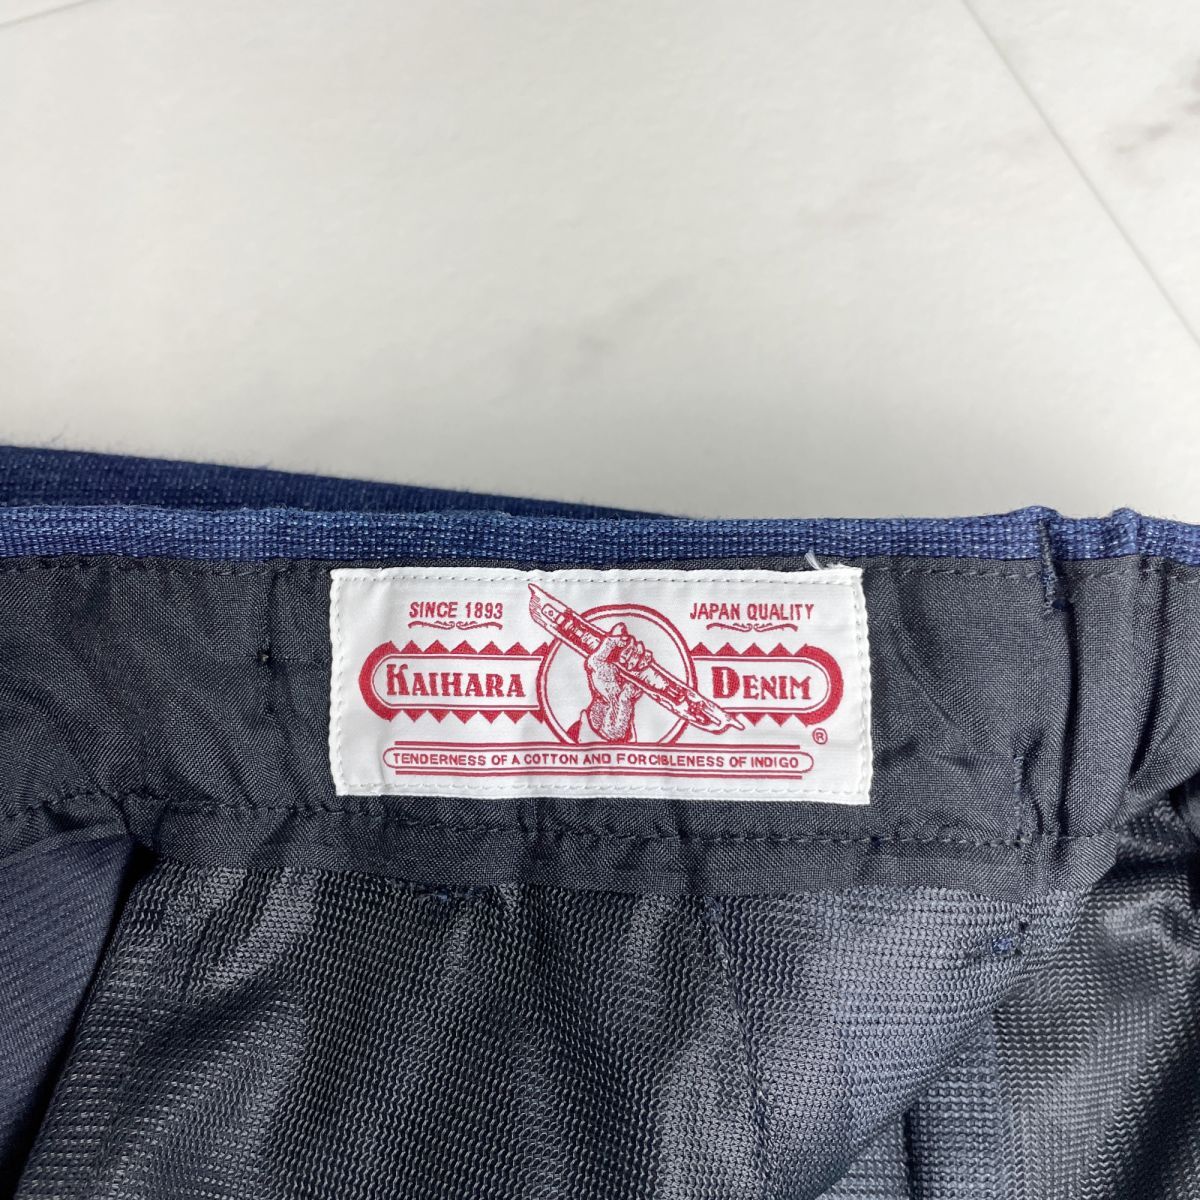 SINCE 1893
JAPAN QUALITY
KAIHARA DENIM
®
TENDERNESS OF A COTTON AND FORCIBLENESS OF INDIGO